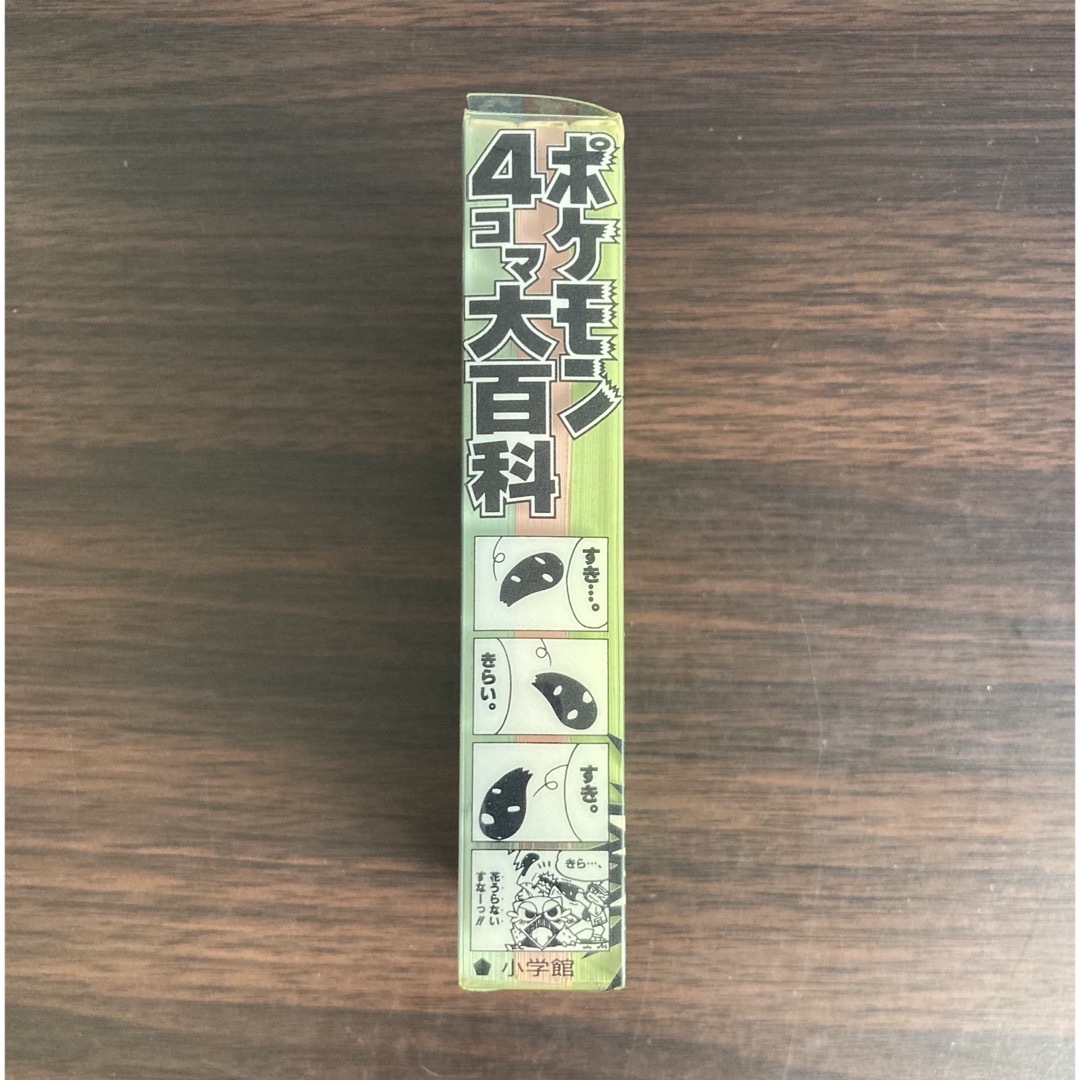 ポケモン
4コマ大百科
すき…。
きらい。
すき。
きら…、
花うらない
すなーっ!!
小学館